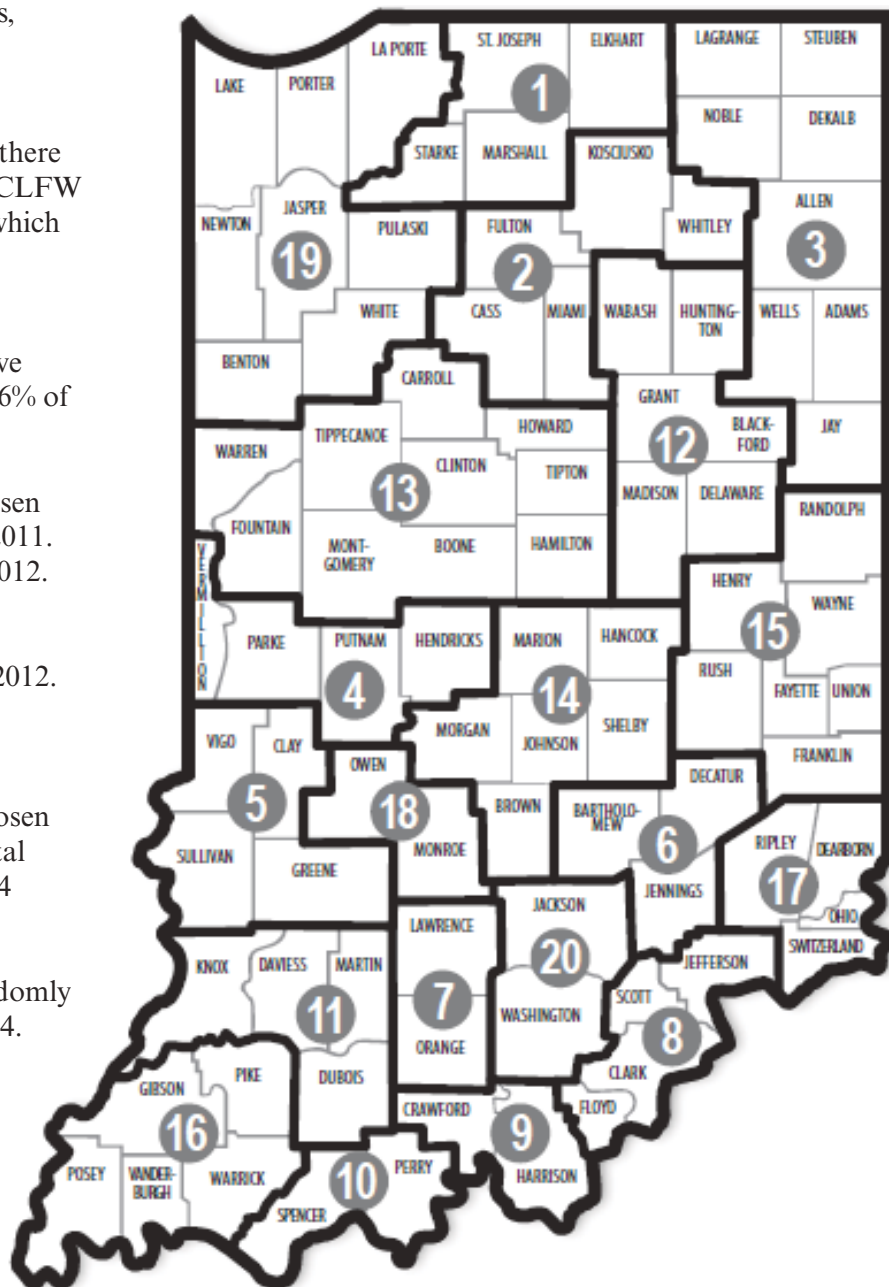 s,
there
CLFW
which
ve
6% of
sen
2011.
012.
2012.
osen
tal
4
domly
4.
LAKE
PORTER
LA PORTE
ST. JOSEPH
ELKHART
LAGRANGE
STEUBEN
1
NOBLE
DEKALB
STARKE
MARSHALL
KOSCIUSKO
ALLEN
NEWTON
JASPER
PULASKI
FULTON
WHITLEY
3
19
2
WHITE
CASS
MIAMI
WABASH
HUNTING-
TON
WELLS
ADAMS
BENTON
CARROLL
GRANT
BLACK-
FORD
JAY
WARREN
TIPPECANOE
HOWARD
12
CLINTON
TIPTON
13
MADISON
DELAWARE
RANDOLPH
FOUNTAIN
MONT-
GOMERY
BOONE
HAMILTON
VERMILLION
HENRY
WAYNE
PARKE
PUTNAM
HENDRICKS
MARION
HANCOCK
15
4
14
RUSH
FAYETTE
UNION
VIGO
CLAY
MORGAN
JOHNSON
SHELBY
FRANKLIN
OWEN
DECATUR
5
18
BROWN
BARTHOLO-
MEW
RIPLEY
DEARBORN
SULLIVAN
GREENE
MONROE
6
17
JENNINGS
OHIO
LAWRENCE
JACKSON
SWITZERLAND
KNOX
DAVIESS
MARTIN
20
JEFFERSON
11
7
WASHINGTON
SCOTT
8
ORANGE
CLARK
GIBSON
PIKE
DUBOIS
CRAWFORD
FLOYD
16
9
POSEY
VANDER-
BURGH
WARRICK
10
PERRY
HARRISON
SPENCER